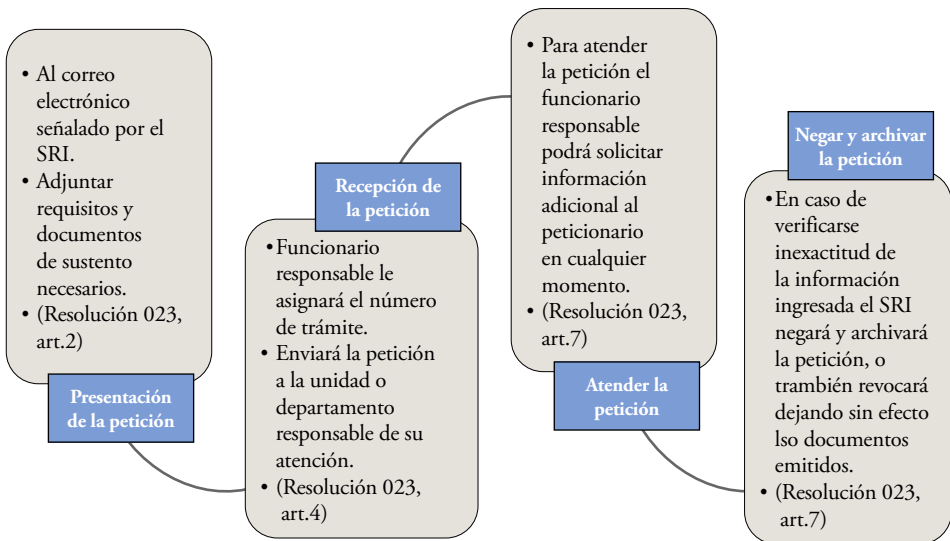 • Al correo
electrónico
señalado por el
SRI.
• Adjuntar
requisitos y
documentos
de sustento
necesarios.
• (Resolución 023,
art.2)
Presentación
de la petición
Recepción de
la petición
•Funcionario
responsable le
asignará el número
de trámite.
• Enviará la petición
a la unidad o
departamento
responsable de su
atención.
• (Resolución 023,
art.4)
• Para atender
la petición el
funcionario
responsable
podrá solicitar
información
adicional al
peticionario
en cualquier
momento.
• (Resolución 023,
art.7)
Atender la
petición
Negar y archivar
la petición
•En caso de
verificarse
inexactitud de
la información
ingresada el SRI
negará y archivará
la petición, o
trambién revocará
dejando sin efecto
lso documentos
emitidos.
• (Resolución 023,
art.7)